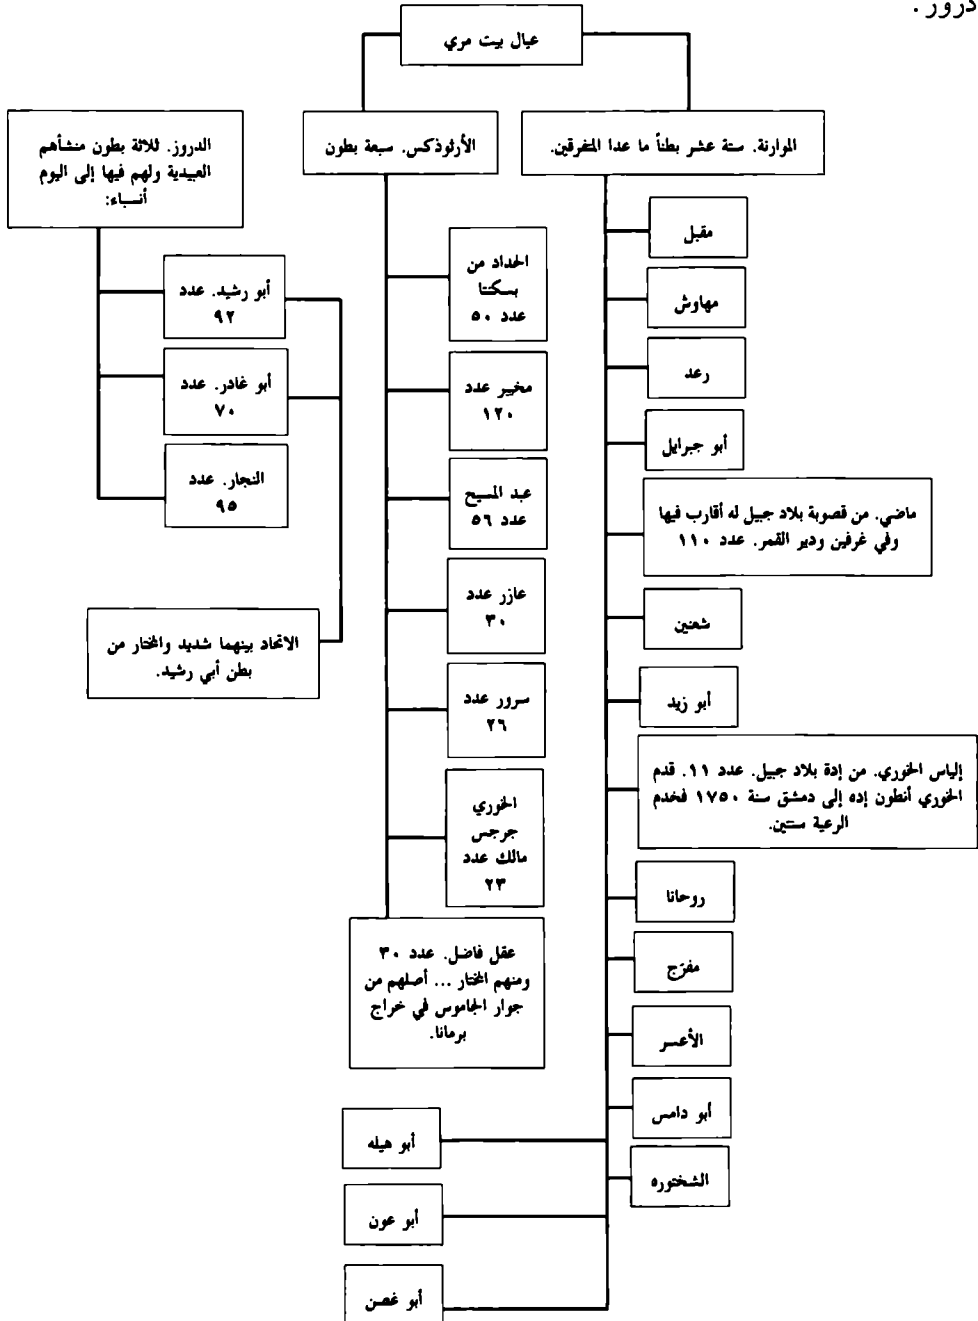 دروز.
عيال بيت مري
الموارنة. ستة عشر بطناً ما عدا المتفرقين.
مقبل
مهاوش
رعد
أبو جبرايل
ماضي. من قصوبة بلاد جبيل له أقارب فيها
وفي غرفين ودير القمر. عدد ١١٠
شعنين
أبو زيد
إلياس الخوري. من إدة بلاد جبيل. عدد ١١. قدم
الخوري أنطون إده إلى دمشق سنة ١٧٥٠ فخدم
الرعية سنتين.
روحانا
مفرّج
الأعسر
أبو دامس
الشختوره
أبو هيله
أبو عون
أبو غصن
الأرثوذكس. سبعة بطون
الحداد من
بسكنتا
عدد ٥٠
مخيبر عدد
١٢٠
عبد المسيح
عدد ٥٦
عازر عدد
٣٠
سرور عدد
٢٦
الخوري
جرجس
مالك عدد
٢٣
عقل فاضل. عدد ٣٠
ومنهم المختار ... أصلهم من
جوار الجاموس في خراج
برمانا.
الدروز. ثلاثة بطون منشأهم
العبيدية ولهم فيها إلى اليوم
أنسباء:
أبو رشيد. عدد
٩٢
أبو غادر. عدد
٧٠
النجار. عدد
٩٥
الاتحاد بينهما شديد والمختار من
بطن أبي رشيد.